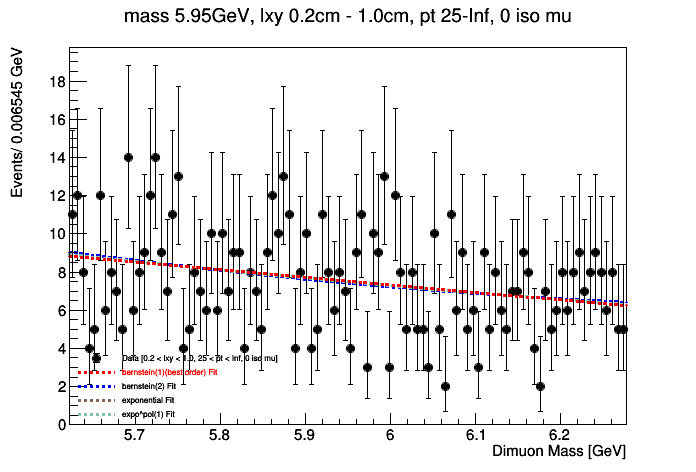 mass 5.95GeV, lxy 0.2cm - 1.0cm, pt 25-Inf, 0 iso mu
Events/ 0.006545 GeV
18
16
14
12
10
8
6
4
2
0
Data [0.2 < lxy < 1.0, 25 < pt < Inf, 0 iso mu]
bernstein(1)(best order) Fit
bernstein(2) Fit
exponential Fit
expo*pol(1) Fit
5.7 5.8 5.9 6 6.1 6.2
Dimuon Mass [GeV]